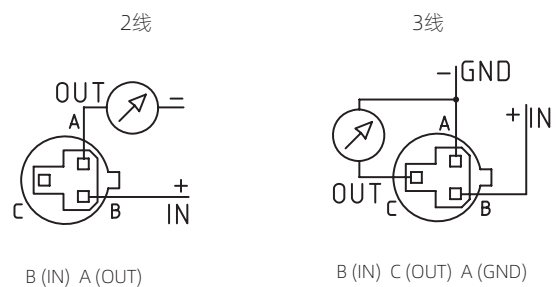 2线
OUT
−
A
+
C
B
IN
B (IN) A (OUT)
3线
− GND
+ IN
A
OUT
C
B
B (IN) C (OUT) A (GND)